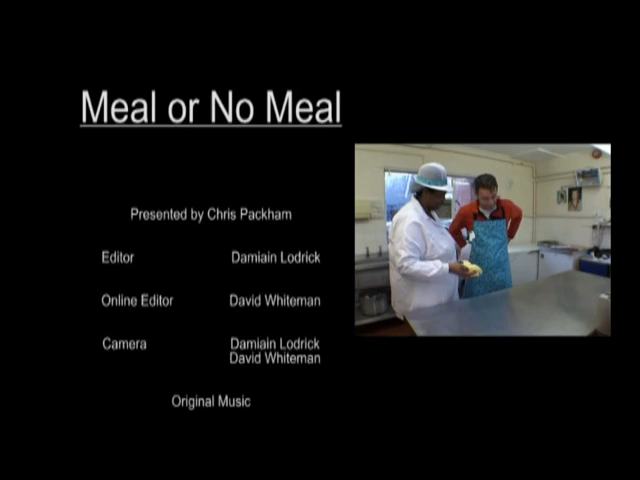 Meal or No Meal
Presented by Chris Packham
Editor Damiain Lodrick
Online Editor David Whiteman
Camera Damiain Lodrick
David Whiteman
Original Music